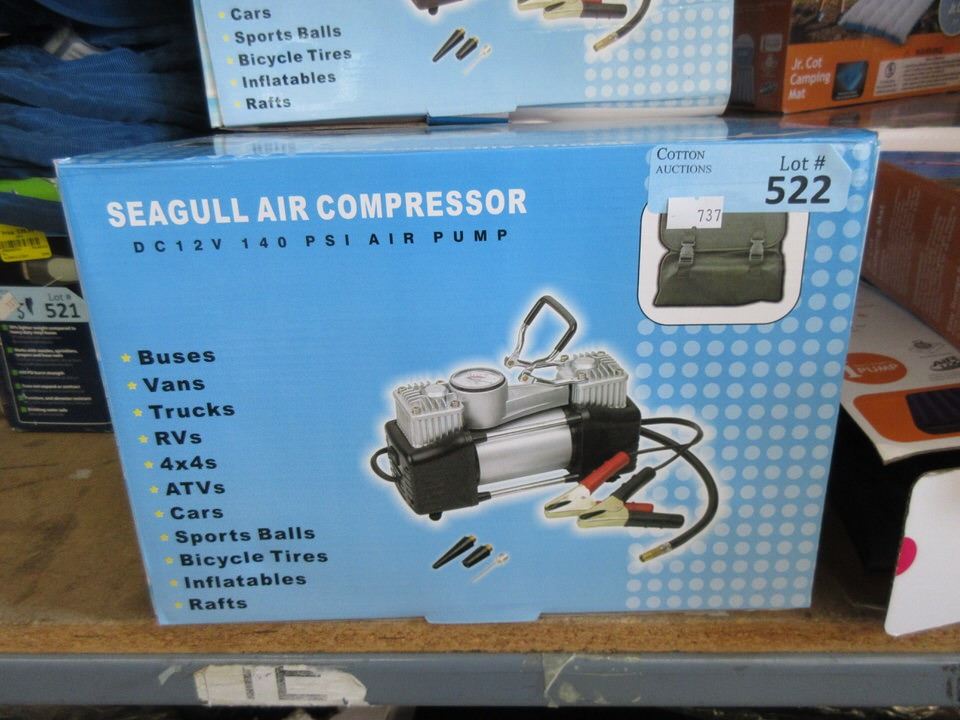 Cars
Sports Balls
Bicycle Tires
Inflatables
Rafts
Jr. Cot
Camping
Mat
WARNING
SEAGULL AIR COMPRESSOR
DC12V 140 PSI AIR PUMP
COTTON
AUCTIONS
Lot #
522
737
Lot #
521
Buses
Vans
Trucks
RVs
4x4s
ATVs
Cars
Sports Balls
Bicycle Tires
Inflatables
Rafts
PUMP